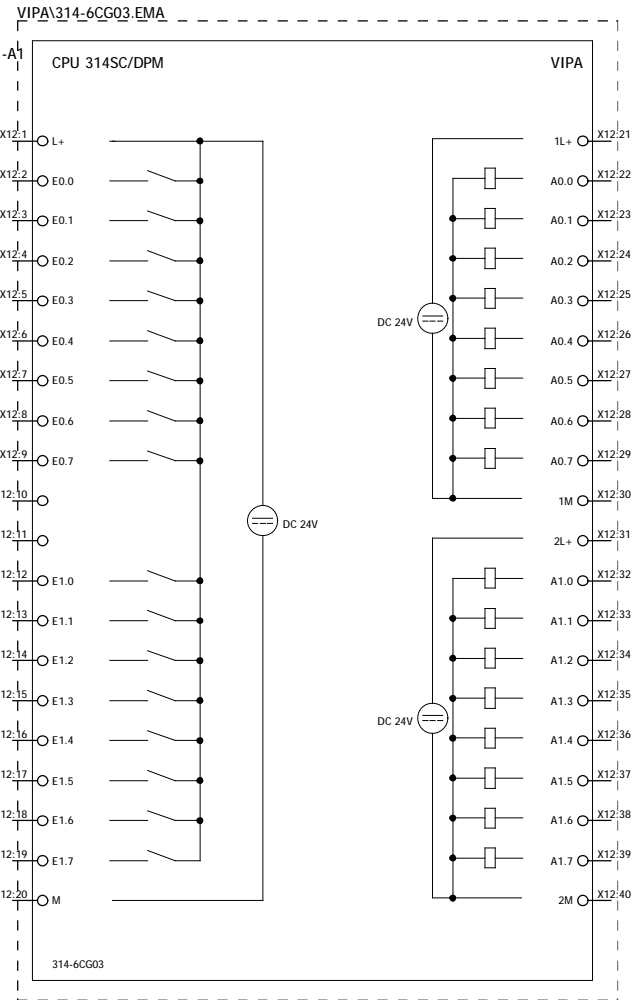 VIPA\314-6CG03.EMA
-A1
CPU 314SC/DPM VIPA
X12:1 L+ 1L+ X12:21
X12:2 E0.0 A0.0 X12:22
X12:3 E0.1 A0.1 X12:23
X12:4 E0.2 A0.2 X12:24
X12:5 E0.3 A0.3 X12:25
DC 24V
X12:6 E0.4 A0.4 X12:26
X12:7 E0.5 A0.5 X12:27
X12:8 E0.6 A0.6 X12:28
X12:9 E0.7 A0.7 X12:29
12:10 1M X12:30
DC 24V
12:11 2L+ X12:31
12:12 E1.0 A1.0 X12:32
12:13 E1.1 A1.1 X12:33
12:14 E1.2 A1.2 X12:34
12:15 E1.3 A1.3 X12:35
DC 24V
12:16 E1.4 A1.4 X12:36
12:17 E1.5 A1.5 X12:37
12:18 E1.6 A1.6 X12:38
12:19 E1.7 A1.7 X12:39
12:20 M 2M X12:40
314-6CG03